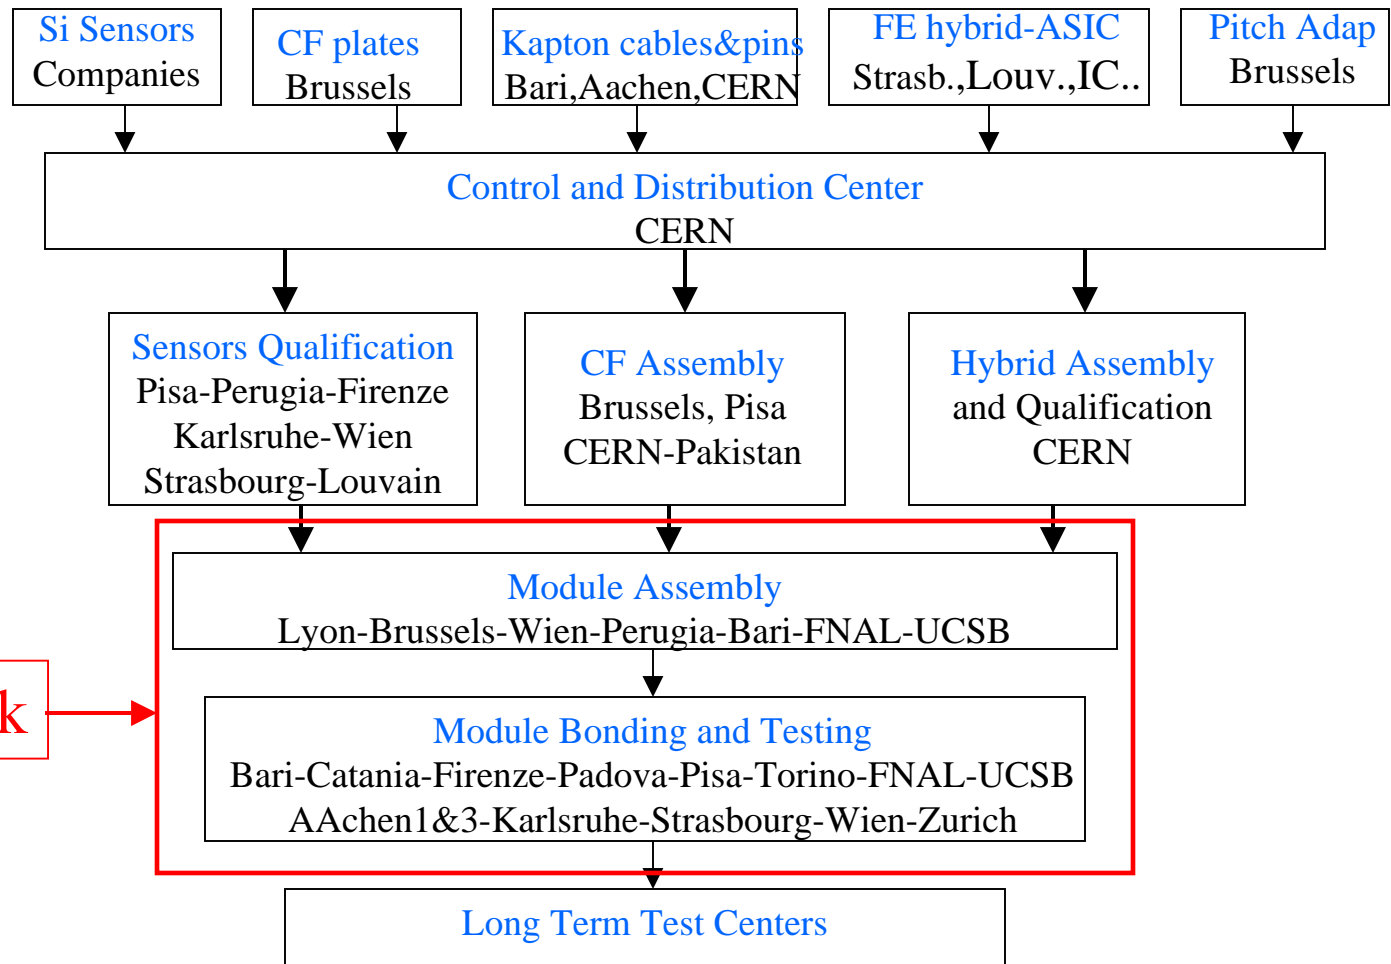 Si Sensors
Companies
CF plates
Brussels
Kapton cables&pins
Bari,Aachen,CERN
FE hybrid-ASIC
Strasb.,Louv.,IC..
Pitch Adap
Brussels
Control and Distribution Center
CERN
Sensors Qualification
Pisa-Perugia-Firenze
Karlsruhe-Wien
Strasbourg-Louvain
CF Assembly
Brussels, Pisa
CERN-Pakistan
Hybrid Assembly
and Qualification
CERN
Module Assembly
Lyon-Brussels-Wien-Perugia-Bari-FNAL-UCSB
k
Module Bonding and Testing
Bari-Catania-Firenze-Padova-Pisa-Torino-FNAL-UCSB
AAchen1&3-Karlsruhe-Strasbourg-Wien-Zurich
Long Term Test Centers